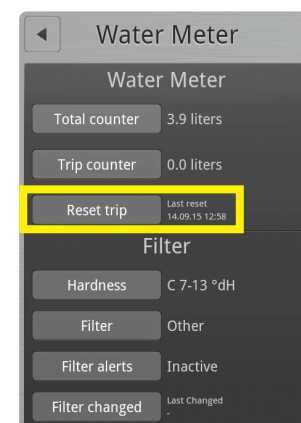 Water Meter
Water Meter
Total counter 3.9 liters
Trip counter 0.0 liters
Reset trip Last reset
14.09.15 12:58
Filter
Hardness C 7-13 °dH
Filter Other
Filter alerts Inactive
Filter changed Last Changed
-